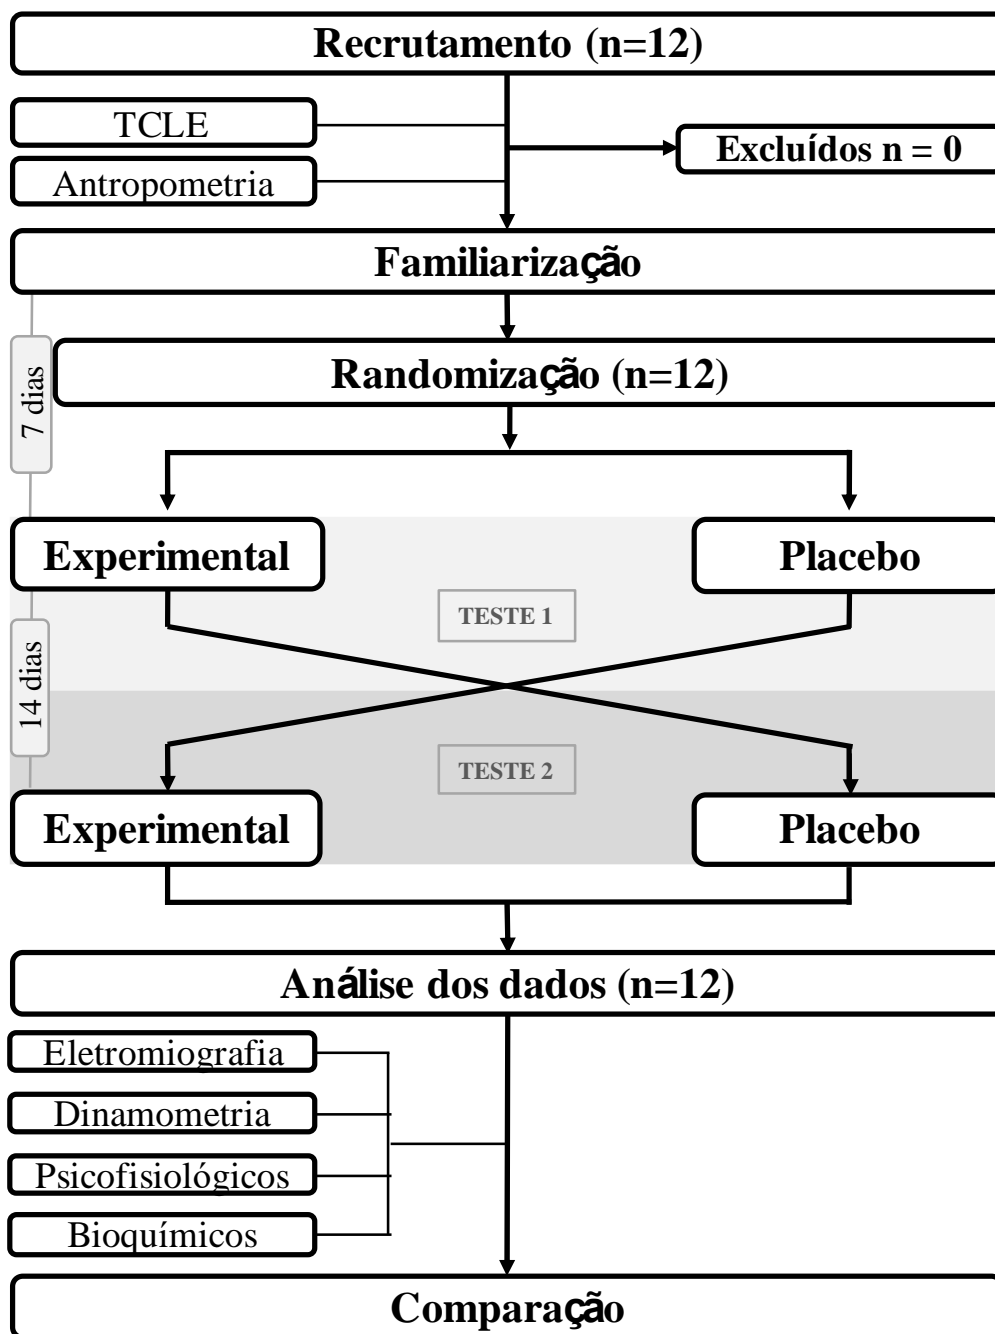 Recrutamento (n=12)
TCLE
Excluídos n = 0
Antropometria
Familiarização
7 dias
Randomização (n=12)
Experimental
Placebo
TESTE 1
14 dias
TESTE 2
Experimental
Placebo
Análise dos dados (n=12)
Eletromiografia
Dinamometria
Psicofisiológicos
Bioquímicos
Comparação